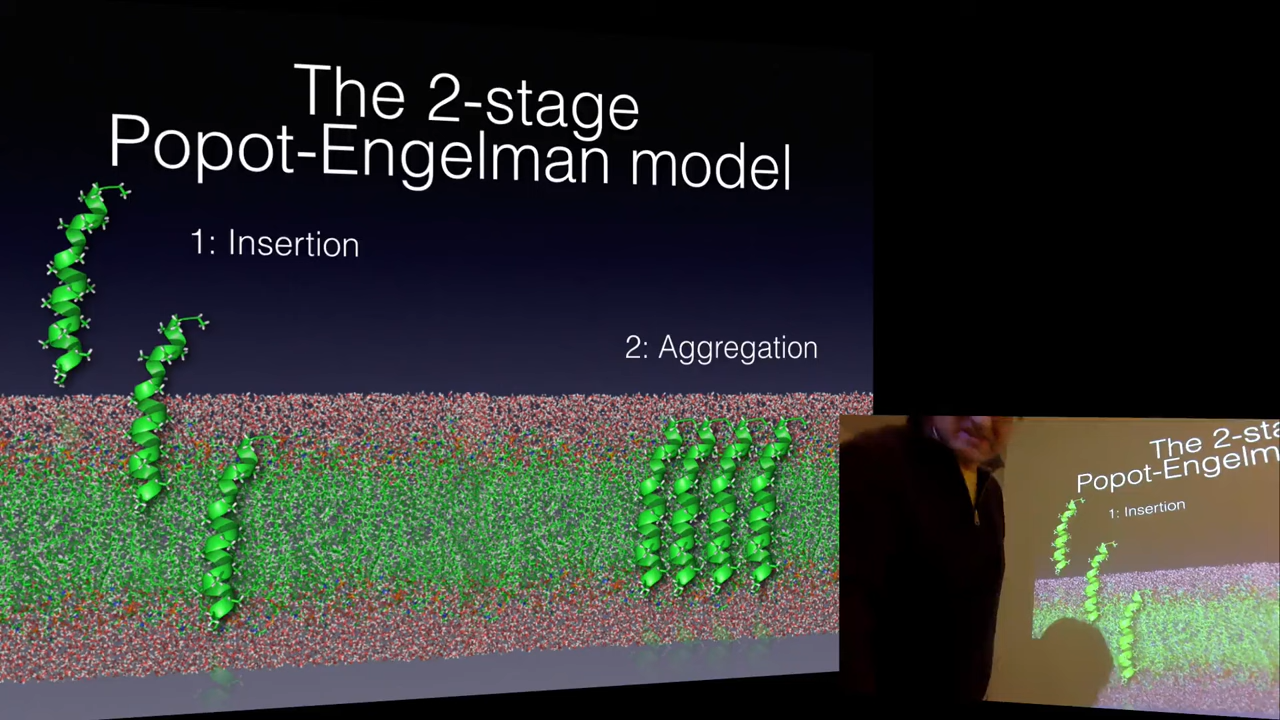 The 2-stage
Popot-Engelman model
1: Insertion
2: Aggregation
The 2-sta
Popot-Engelm
1: Insertion